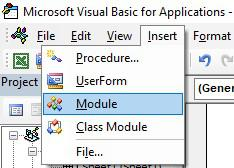 Microsoft Visual Basic for Applications -
File Edit View Insert Format
Procedure...
UserForm
Project
Module
(Gener
Class Module
File...